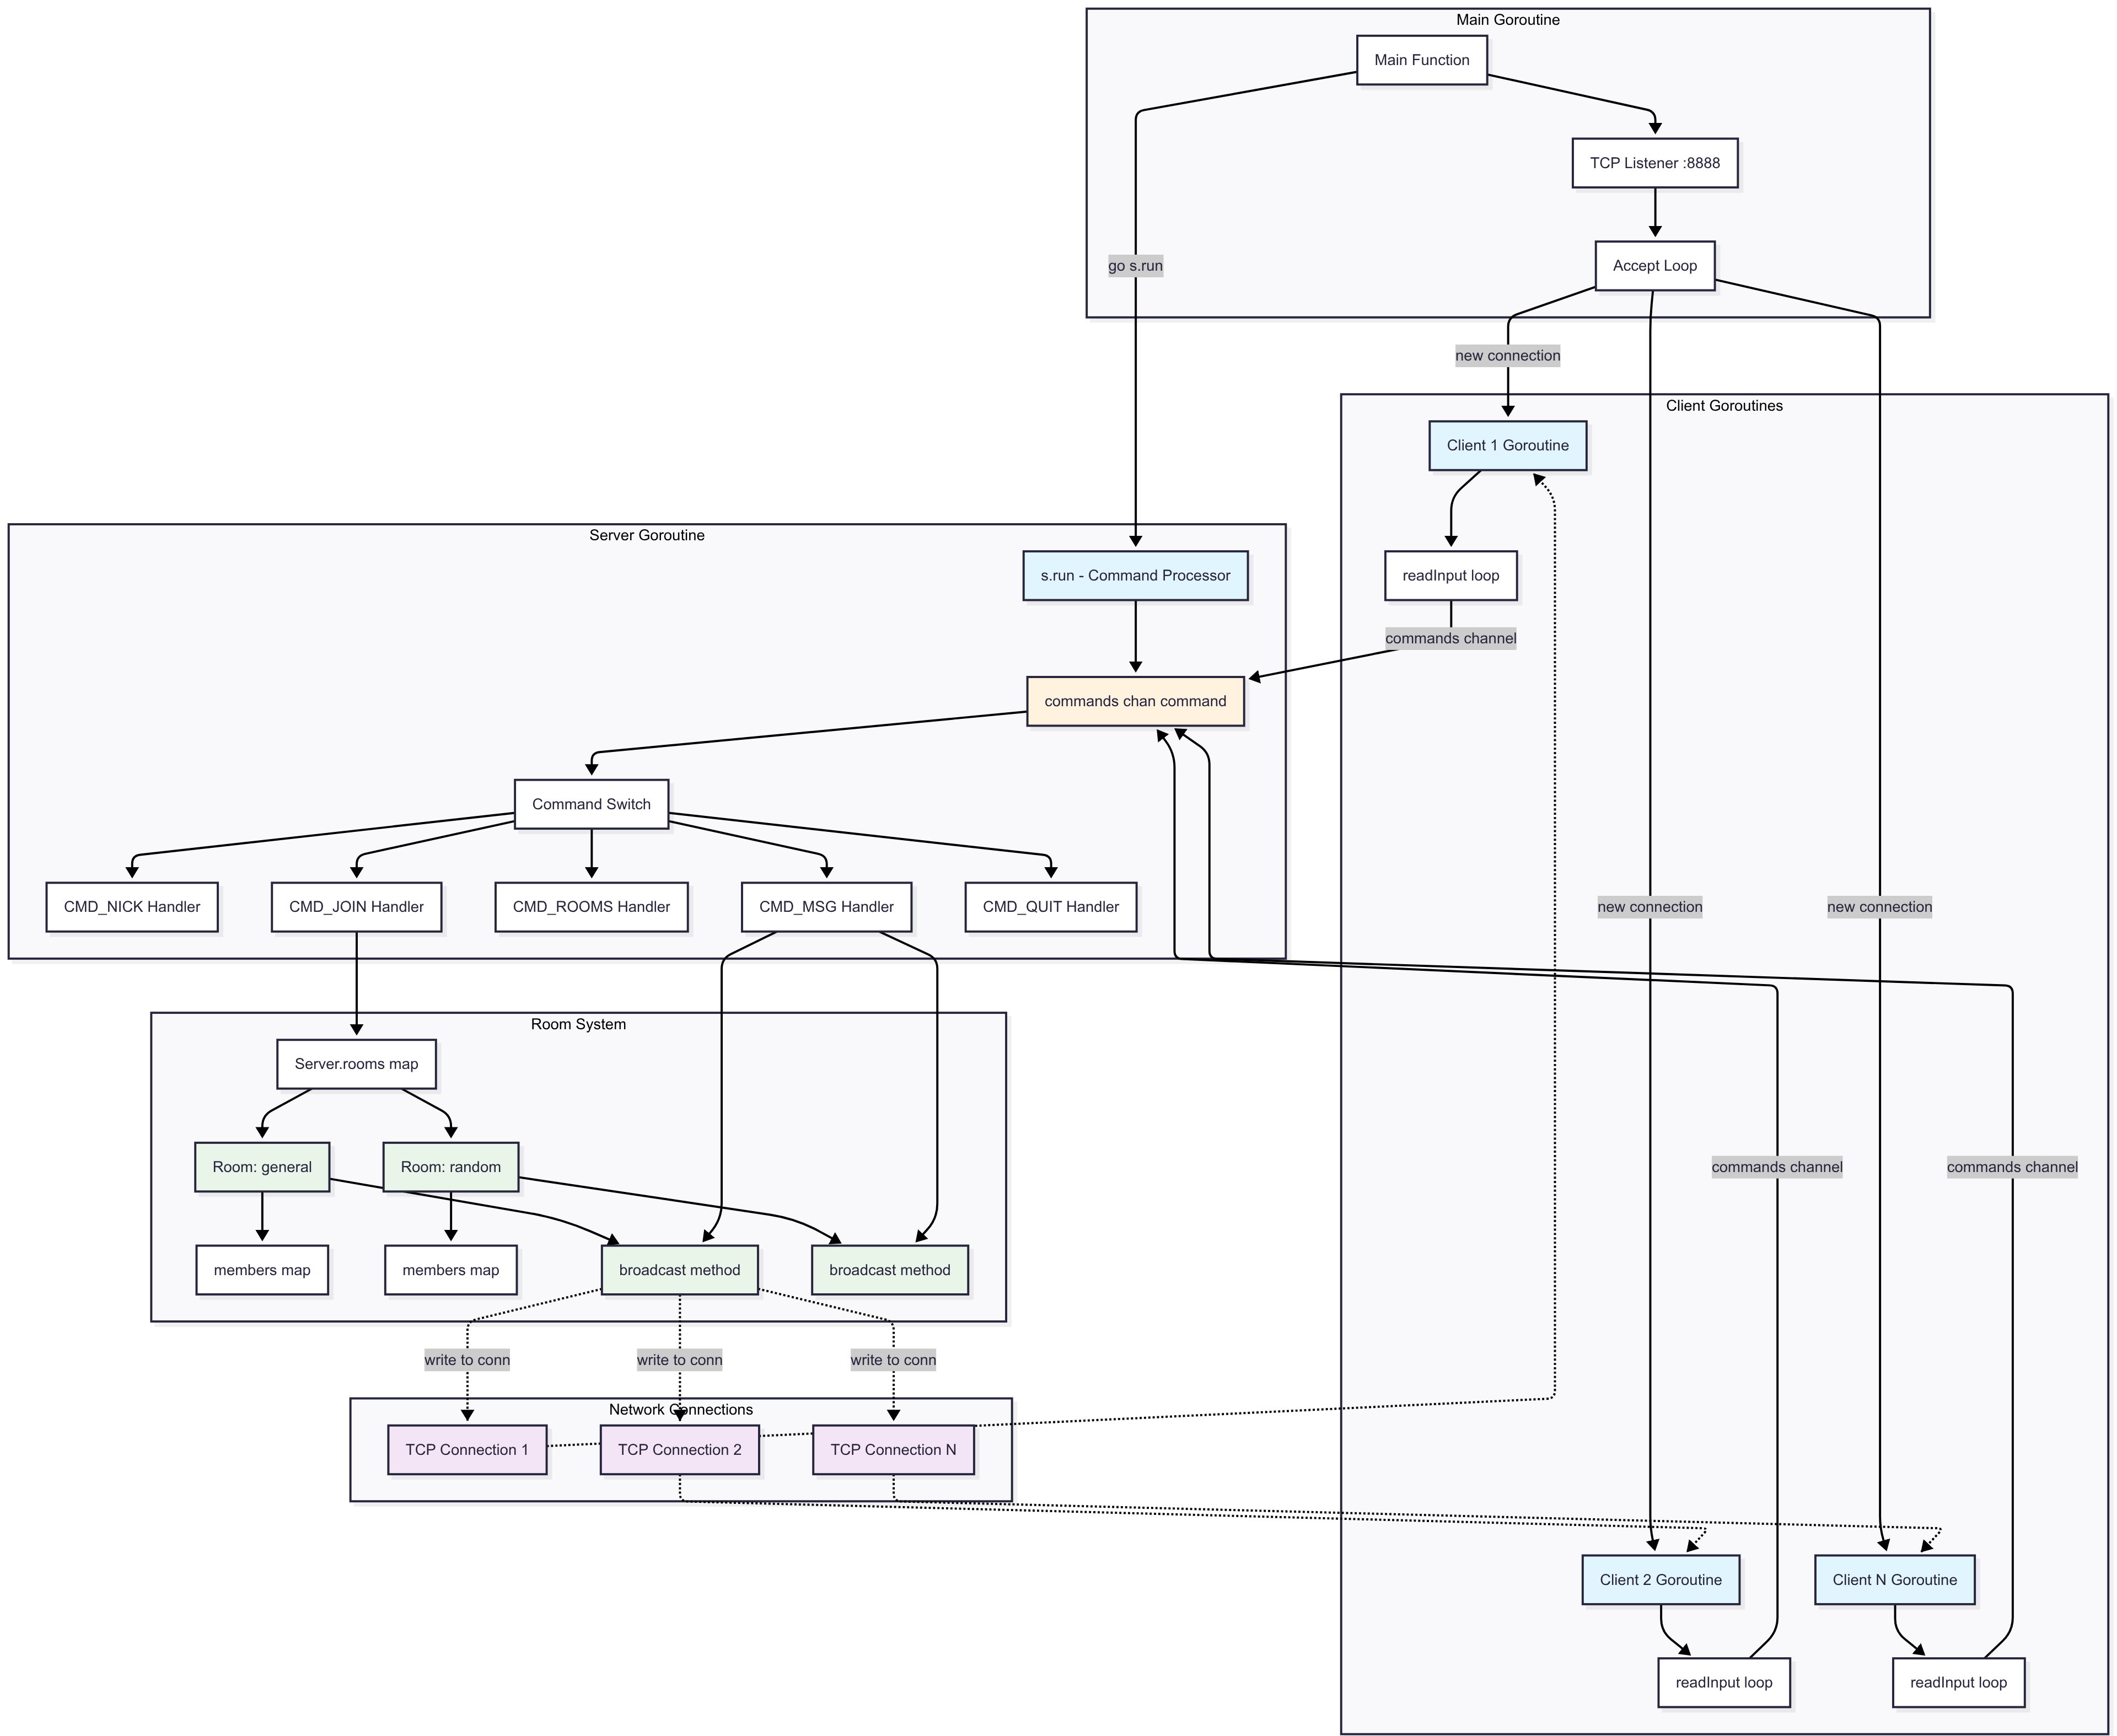 Main Goroutine
Main Function
TCP Listener :8888
go s.run
Accept Loop
new connection
Client Goroutines
Client 1 Goroutine
Server Goroutine
s.run - Command Processor
readInput loop
commands channel
commands chan command
Command Switch
CMD_NICK Handler
CMD_JOIN Handler
CMD_ROOMS Handler
CMD_MSG Handler
CMD_QUIT Handler
new connection
new connection
Room System
Server.rooms map
Room: general
Room: random
commands channel
commands channel
members map
members map
broadcast method
broadcast method
write to conn
write to conn
write to conn
Network Connections
TCP Connection 1
TCP Connection 2
TCP Connection N
Client 2 Goroutine
Client N Goroutine
readInput loop
readInput loop